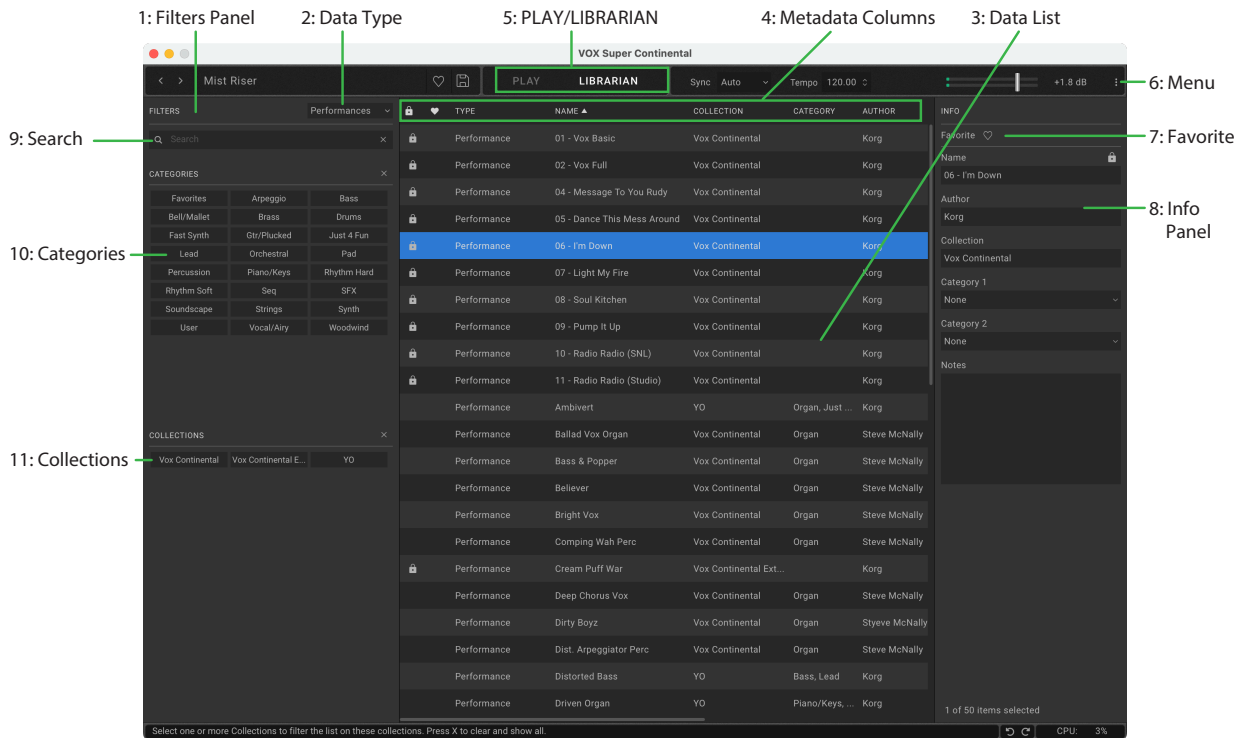 1: Filters Panel
2: Data Type
5: PLAY/LIBRARIAN
4: Metadata Columns
3: Data List
VOX Super Continental
Mist Riser
PLAY LIBRARIAN
Sync Auto
Tempo 120.00
+1.8 dB
6: Menu
FILTERS
Performances
9: Search
Search
CATEGORIES
Favorites Arpeggio Bass
Bell/Mallet Brass Drums
Fast Synth Gtr/Plucked Just 4 Fun
10: Categories
Lead Orchestral Pad
Percussion Piano/Keys Rhythm Hard
Rhythm Soft Seq SFX
Soundscape Strings Synth
User Vocal/Airy Woodwind
COLLECTIONS
11: Collections
Vox Continental Vox Continental E... YO
TYPE NAME COLLECTION CATEGORY AUTHOR
Performance 01 - Vox Basic Vox Continental Korg
Performance 02 - Vox Full Vox Continental Korg
Performance 04 - Message To You Rudy Vox Continental Korg
Performance 05 - Dance This Mess Around Vox Continental Korg
Performance 06 - I'm Down Vox Continental Korg
Performance 07 - Light My Fire Vox Continental Korg
Performance 08 - Soul Kitchen Vox Continental Korg
Performance 09 - Pump It Up Vox Continental Korg
Performance 10 - Radio Radio (SNL) Vox Continental Korg
Performance 11 - Radio Radio (Studio) Vox Continental Korg
Performance Ambivert YO Organ, Just ... Korg
Performance Ballad Vox Organ Vox Continental Organ Steve McNally
Performance Bass & Popper Vox Continental Organ Steve McNally
Performance Believer Vox Continental Organ Steve McNally
Performance Bright Vox Vox Continental Organ Steve McNally
Performance Comping Wah Perc Vox Continental Organ Steve McNally
Performance Cream Puff War Vox Continental Ext... Korg
Performance Deep Chorus Vox Vox Continental Organ Steve McNally
Performance Dirty Boyz Vox Continental Organ Styeve McNally
Performance Dist. Arpeggiator Perc Vox Continental Organ Steve McNally
Performance Distorted Bass YO Bass, Lead Korg
Performance Driven Organ YO Piano/Keys, ... Korg
INFO
Favorite
7: Favorite
Name
06 - I'm Down
Author
Korg
8: Info
Panel
Collection
Vox Continental
Category 1
None
Category 2
None
Notes
1 of 50 items selected
Select one or more Collections to filter the list on these collections. Press X to clear and show all.
CPU: 3%